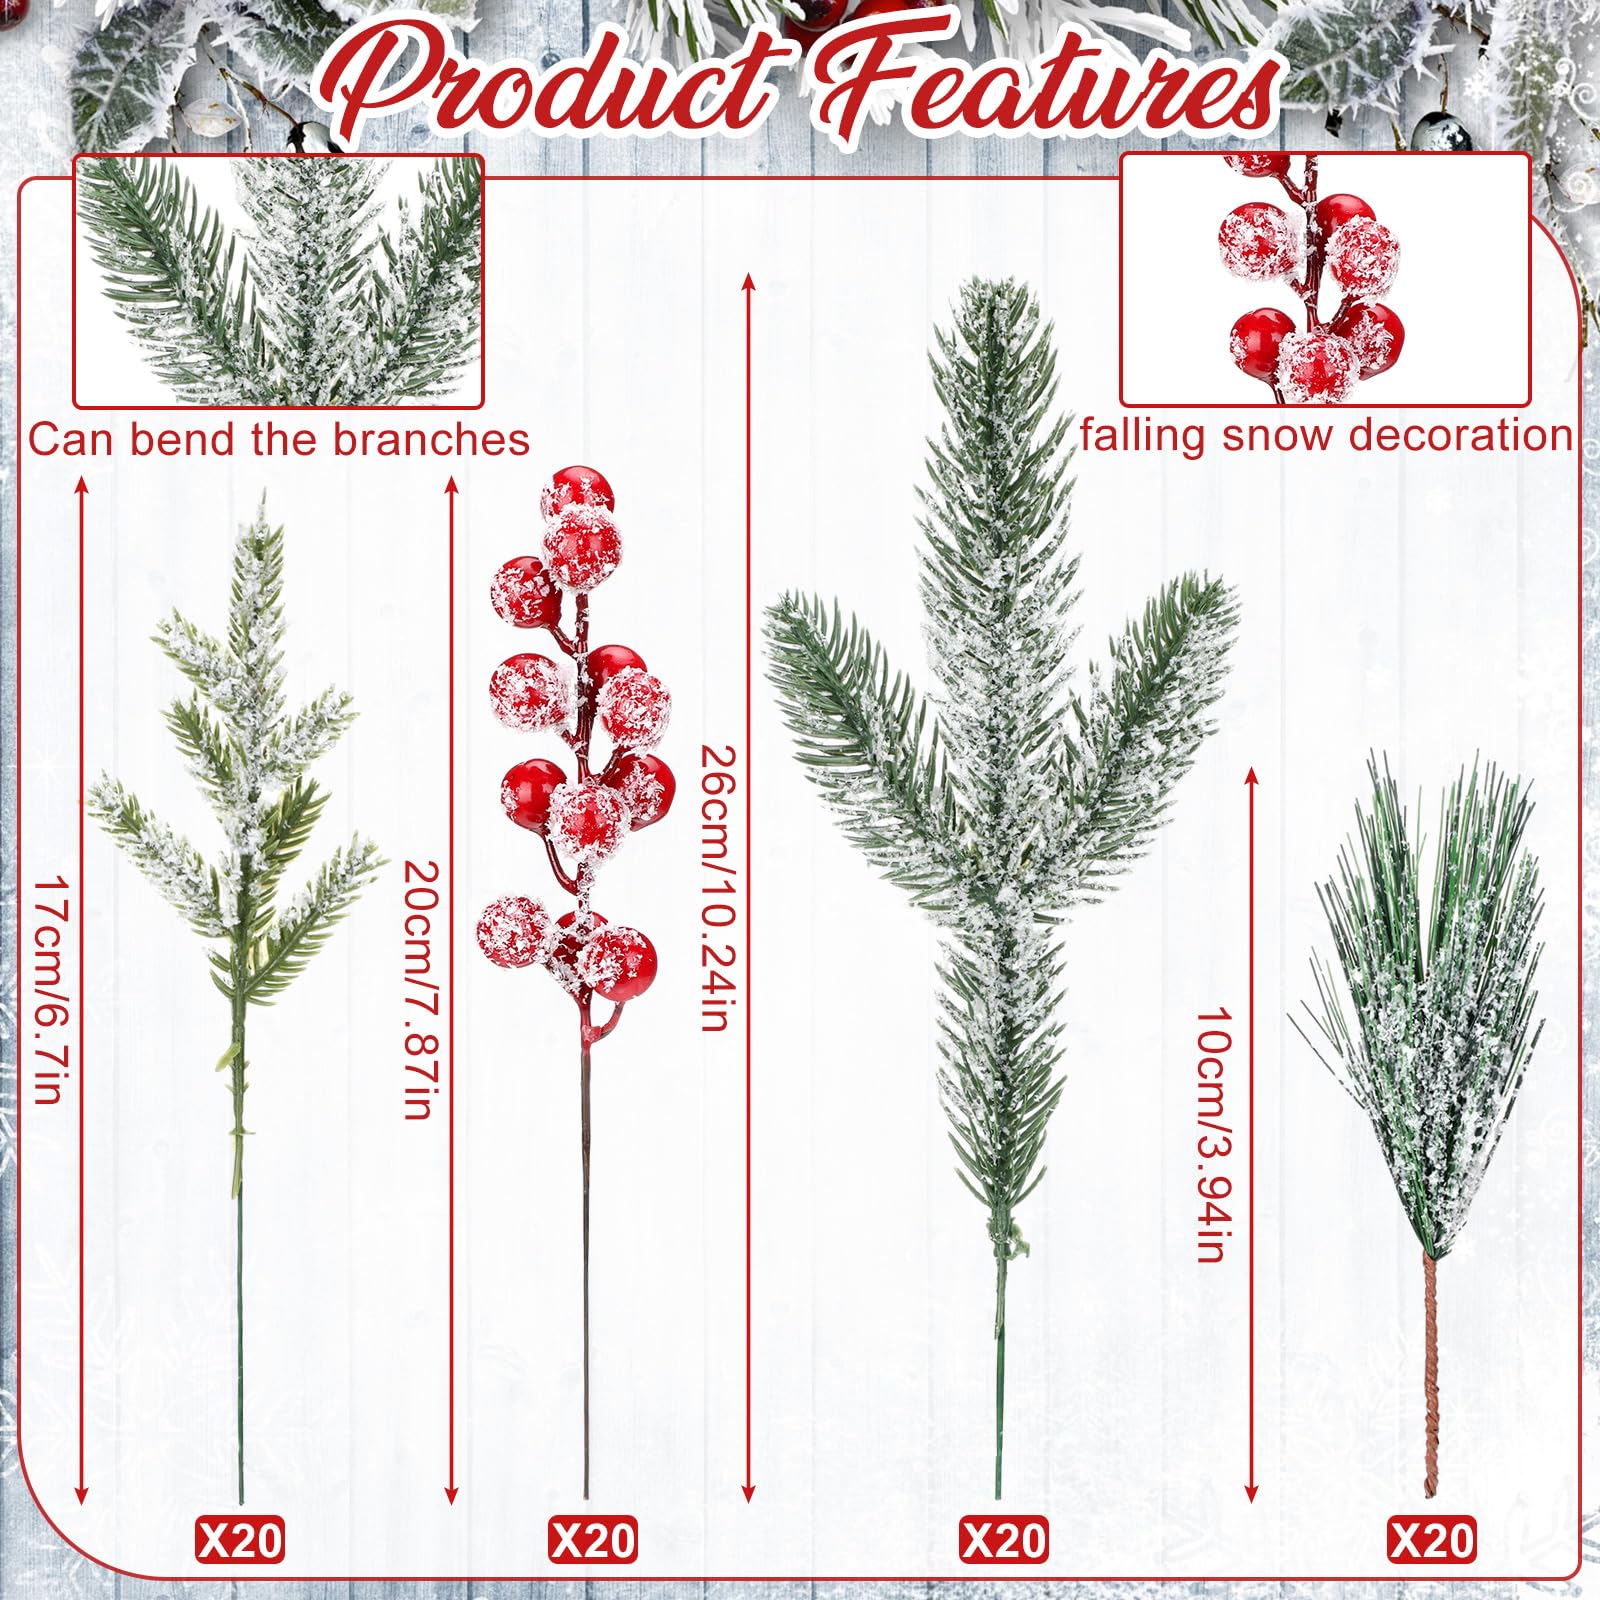 Product Features
Can bend the branches
falling snow decoration
17cm/6.7in
20cm/7.87in
26cm/10.24in
10cm/3.94in
X20
X20
X20
X20